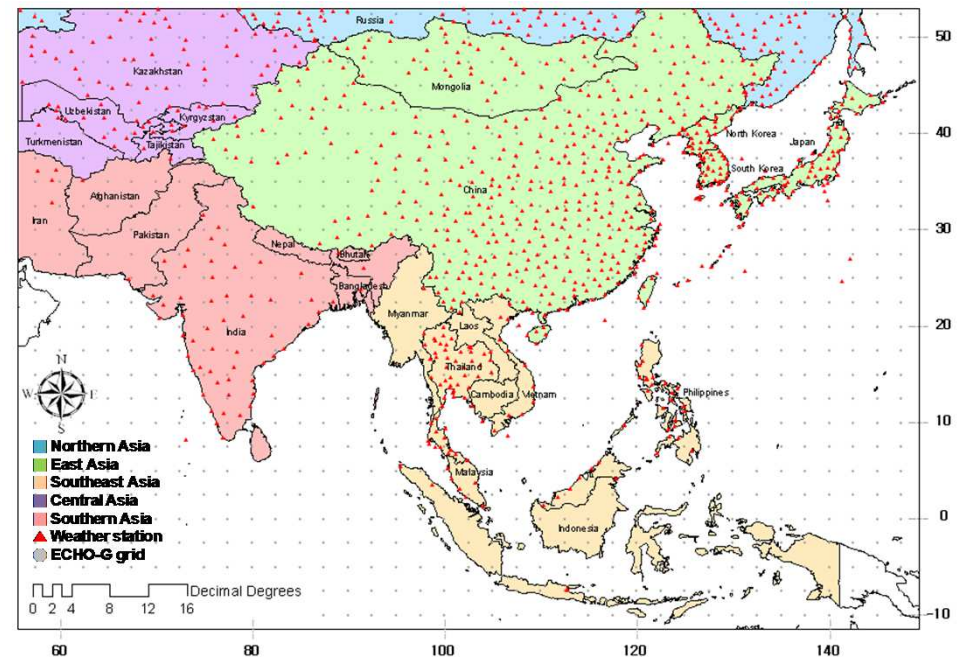 Russia
50
Kazakhstan
Mongolia
Uzbekistan
Kyrgyzstan
North Korea
40
Turkmenistan
Tajikistan
Japan
South Korea
Afghanistan
China
Iran
Pakistan
30
Nepal
Bhutan
Bangladesh
Myanmar
India
Laos
20
Thailand
Cambodia
Vietnam
Philippines
N
W
E
S
10
Malaysia
Indonesia
0
Northern Asia
East Asia
Southeast Asia
Central Asia
Southern Asia
Weather station
ECHO-G grid
Decimal Degrees
0 2 4 8 12 16
-10
60 80 100 120 140